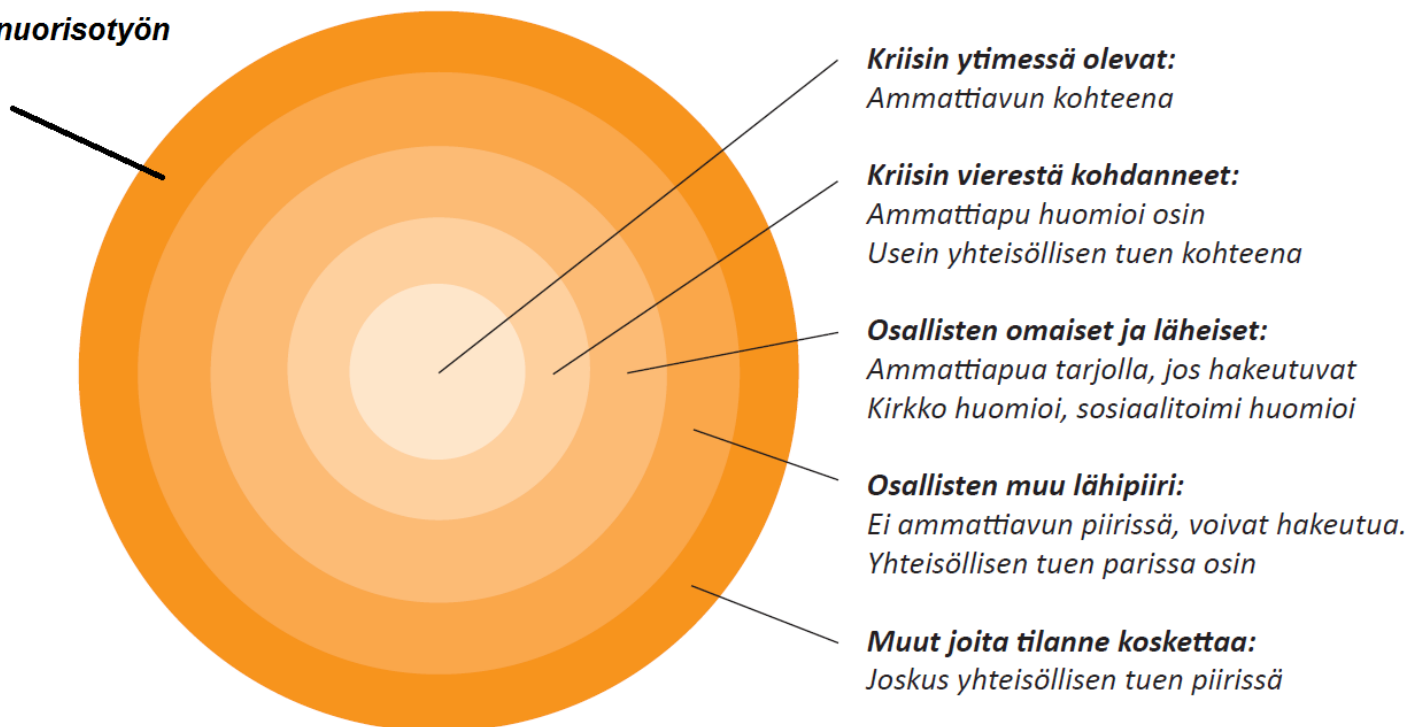 nuorisotyön
Kriisin ytimessä olevat:
Ammattiavun kohteena
Kriisin vierestä kohdanneet:
Ammattiapu huomioi osin
Usein yhteisöllisen tuen kohteena
Osallisten omaiset ja läheiset:
Ammattiapua tarjolla, jos hakeutuvat
Kirkko huomioi, sosiaalitoimi huomioi
Osallisten muu lähipiiri:
Ei ammattiavun piirissä, voivat hakeutua.
Yhteisöllisen tuen parissa osin
Muut joita tilanne koskettaa:
Joskus yhteisöllisen tuen piirissä